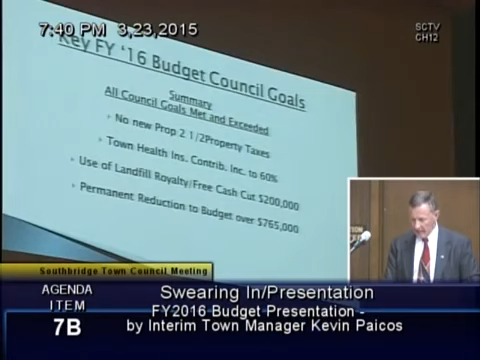 7:40 PM 3,23,2015
SCTV
CH12
Key FY '16 Budget Council Goals
Summary
All Council Goals Met and Exceeded
• No new Prop 2 1/2Property Taxes
• Town Health Ins. Contrib. Inc. to 60%
• Use of Landfill Royalty/Free Cash Cut $200,000
• Permanent Reduction to Budget over $765,000
Southbridge Town Council Meeting
AGENDA
ITEM
7B
Swearing In/Presentation
FY2016 Budget Presentation -
by Interim Town Manager Kevin Paicos